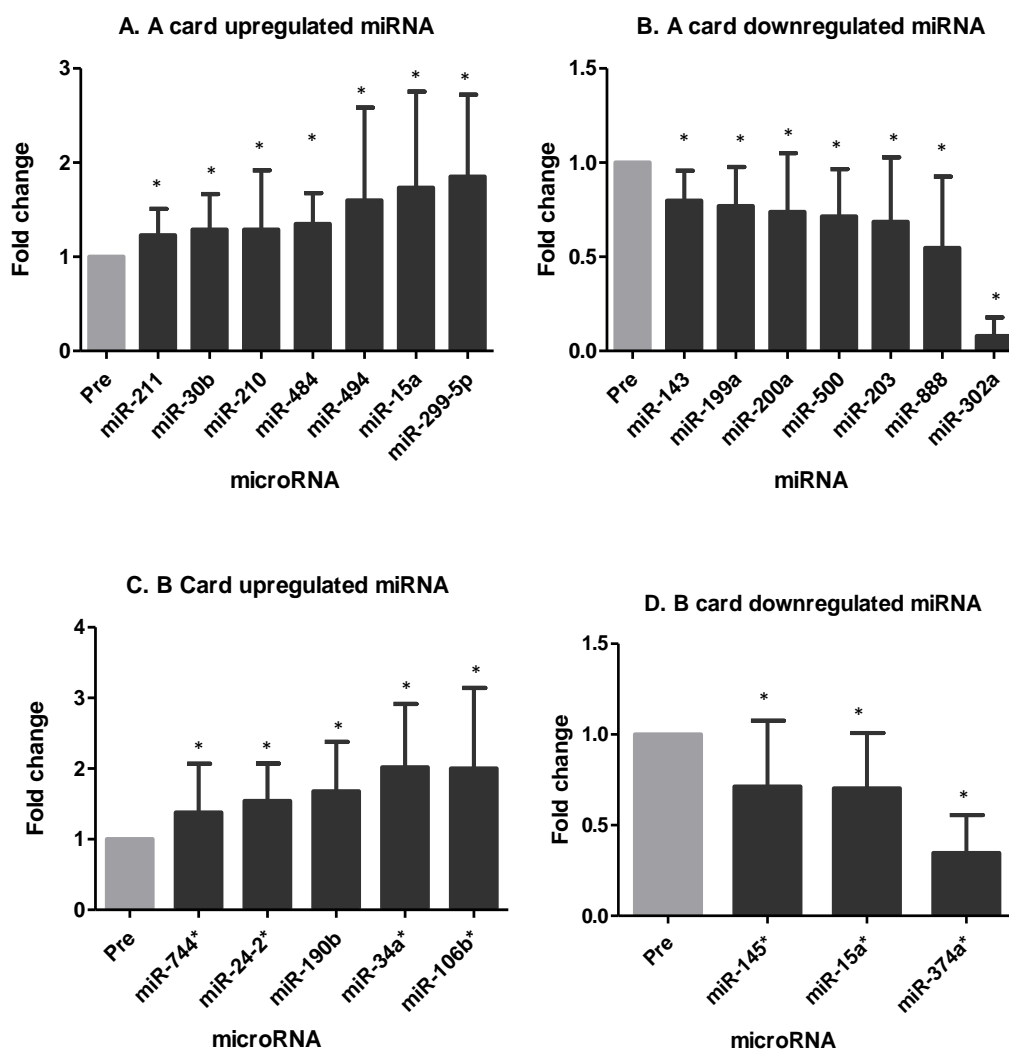 A. A card upregulated miRNA
Fold change
3
2
1
0
* * * * * * *
Pre
miR-211
miR-30b
miR-210
miR-484
miR-494
miR-15a
miR-299-5p
microRNA
B. A card downregulated miRNA
Fold change
1.5
1.0
0.5
0.0
* * * * * * *
Pre
miR-143
miR-199a
miR-200a
miR-500
miR-203
miR-888
miR-302a
miRNA
C. B Card upregulated miRNA
Fold change
4
3
2
1
0
* * * * *
Pre
miR-744*
miR-24-2*
miR-190b
miR-34a*
miR-106b*
microRNA
D. B card downregulated miRNA
Fold change
1.5
1.0
0.5
0.0
* * *
Pre
miR-145*
miR-15a*
miR-374a*
microRNA